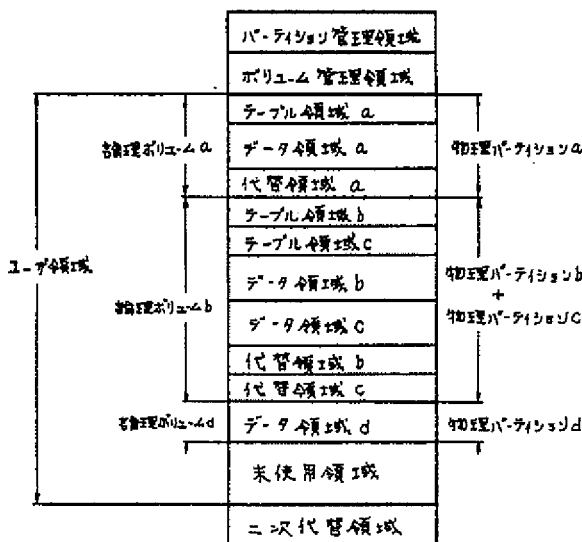 パーティション管理領域
ボリューム管理領域
テーブル領域 a
論理ボリューム a
データ領域 a
物理パーティション a
代替領域 a
テーブル領域 b
テーブル領域 c
ユーザ領域
データ領域 b
物理パーティション b
+
論理ボリューム b
データ領域 c
物理パーティション c
代替領域 b
代替領域 c
論理ボリューム d
データ領域 d
物理パーティション d
未使用領域
二次代替領域